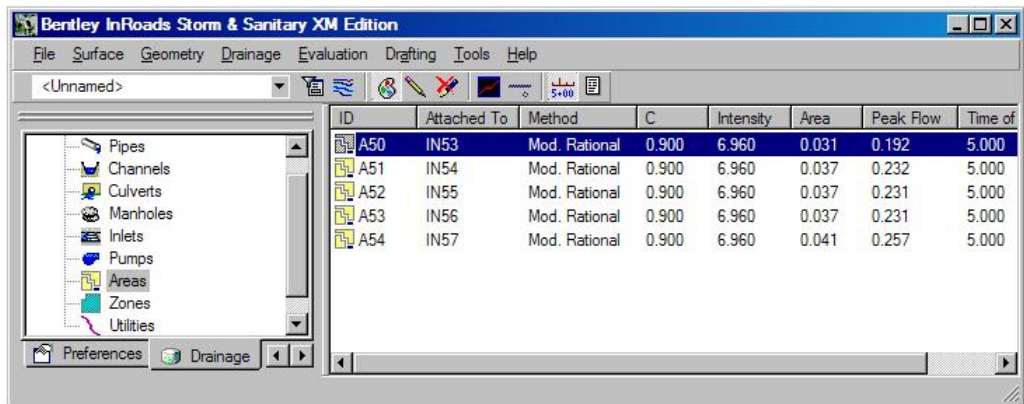 Bentley InRoads Storm & Sanitary XM Edition
File Surface Geometry Drainage Evaluation Drafting Tools Help
<Unnamed>
5+00
Pipes
Channels
Culverts
Manholes
Inlets
Pumps
Areas
Zones
Utilities
Preferences Drainage
ID Attached To Method C Intensity Area Peak Flow Time of
A50 IN53 Mod. Rational 0.900 6.960 0.031 0.192 5.000
A51 IN54 Mod. Rational 0.900 6.960 0.037 0.232 5.000
A52 IN55 Mod. Rational 0.900 6.960 0.037 0.231 5.000
A53 IN56 Mod. Rational 0.900 6.960 0.037 0.231 5.000
A54 IN57 Mod. Rational 0.900 6.960 0.041 0.257 5.000